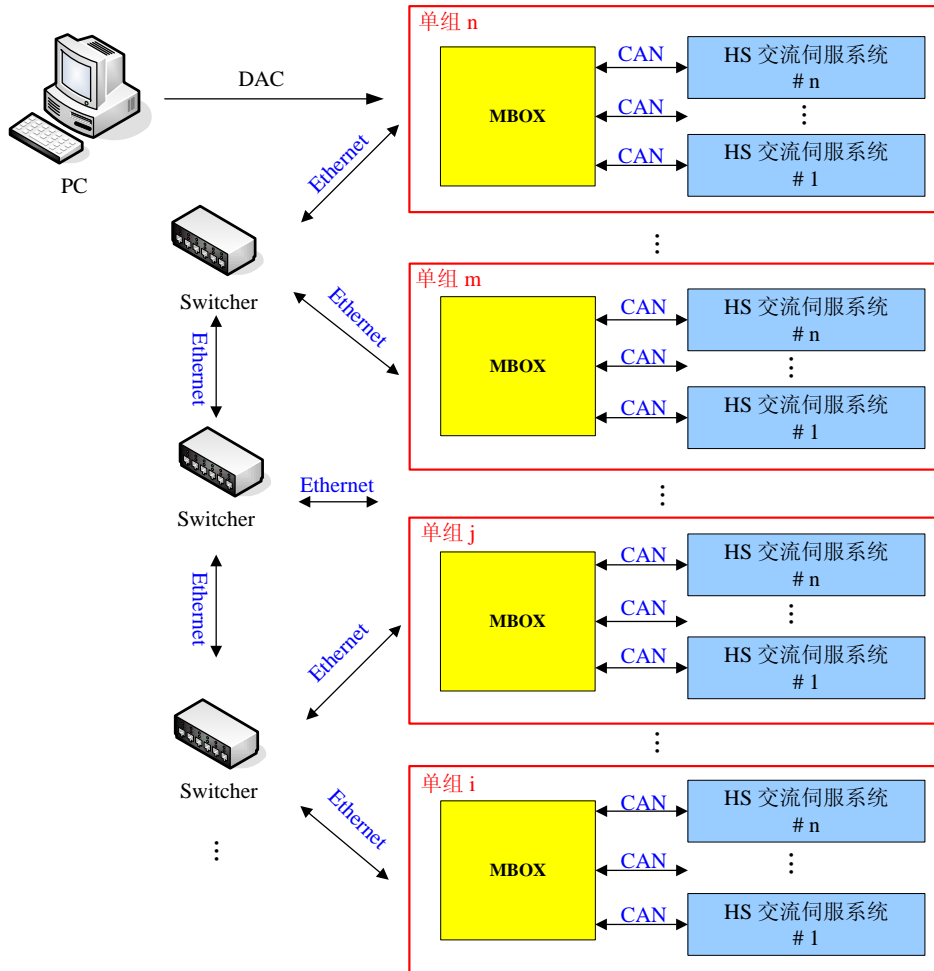 单组 n
MBOX
CAN
CAN
CAN
HS 交流伺服系统
# n
HS 交流伺服系统
# 1
DAC
PC
Ethernet
Switcher
Ethernet
Ethernet
单组 m
MBOX
CAN
CAN
CAN
HS 交流伺服系统
# n
HS 交流伺服系统
# 1
Switcher
Ethernet
Ethernet
单组 j
MBOX
CAN
CAN
CAN
HS 交流伺服系统
# n
HS 交流伺服系统
# 1
Ethernet
Switcher
Ethernet
单组 i
MBOX
CAN
CAN
CAN
HS 交流伺服系统
# n
HS 交流伺服系统
# 1